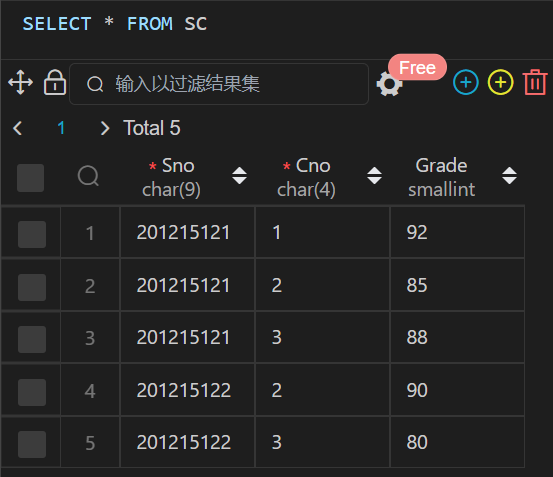 SELECT * FROM SC
输入以过滤结果集
Free
1 Total 5
* Sno * Cno Grade
char(9) char(4) smallint
1 201215121 1 92
2 201215121 2 85
3 201215121 3 88
4 201215122 2 90
5 201215122 3 80